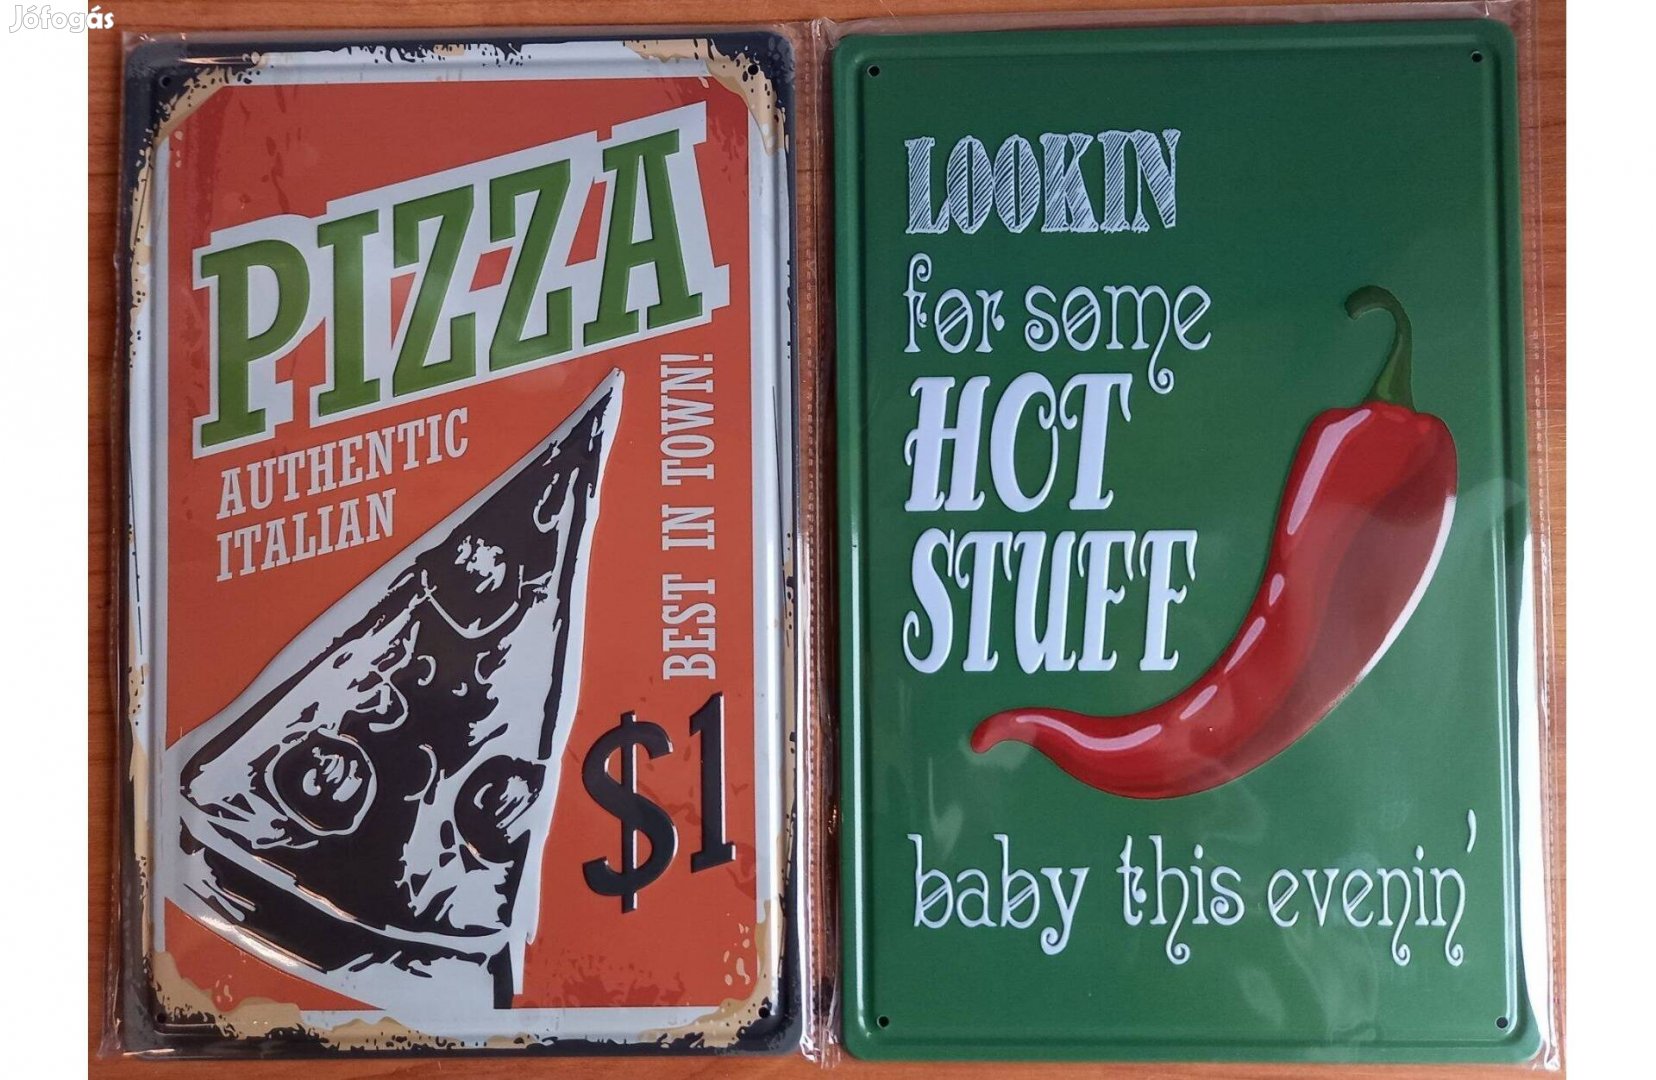 Jófogás
PIZZA
AUTHENTIC
ITALIAN
BEST IN TOWN!
$1
LOOKIN
for some
HOT
STUFF
baby this evenin'